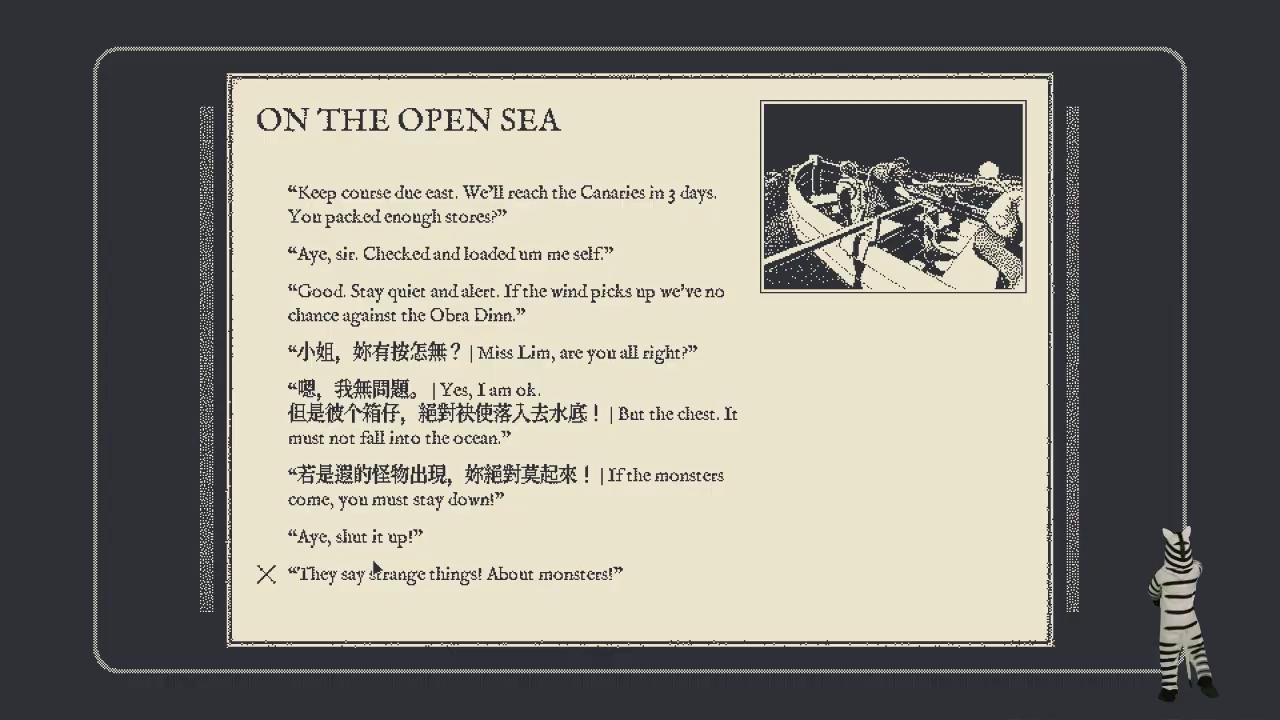 ON THE OPEN SEA
“Keep course due east. We’ll reach the Canaries in 3 days.
You packed enough stores?”
“Aye, sir. Checked and loaded um me self.”
“Good. Stay quiet and alert. If the wind picks up we’ve no
chance against the Obra Dinn.”
“小姐，妳有按怎無？ | Miss Lim, are you all right?”
“嗯，我無問題。 | Yes, I am ok.
但是彼个箱仔，絕對袂使落入去水底！ | But the chest. It
must not fall into the ocean.”
“若是遐的怪物出現，妳絕對莫起來！ | If the monsters
come, you must stay down!”
“Aye, shut it up!”
“They say strange things! About monsters!”